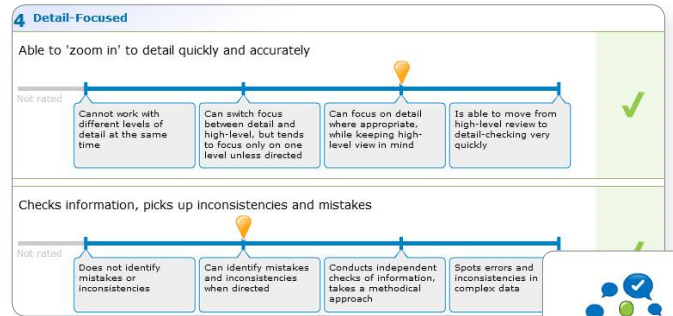 4 Detail-Focused
Able to 'zoom in' to detail quickly and accurately
Not rated
Cannot work with
different levels of
detail at the same
time
Can switch focus
between detail and
high-level, but tends
to focus only on one
level unless directed
Can focus on detail
where appropriate,
while keeping high-
level view in mind
Is able to move from
high-level review to
detail-checking very
quickly
Checks information, picks up inconsistencies and mistakes
Not rated
Does not identify
mistakes or
inconsistencies
Can identify mistakes
and inconsistencies
when directed
Conducts independent
checks of information,
takes a methodical
approach
Spots errors and
inconsistencies in
complex data